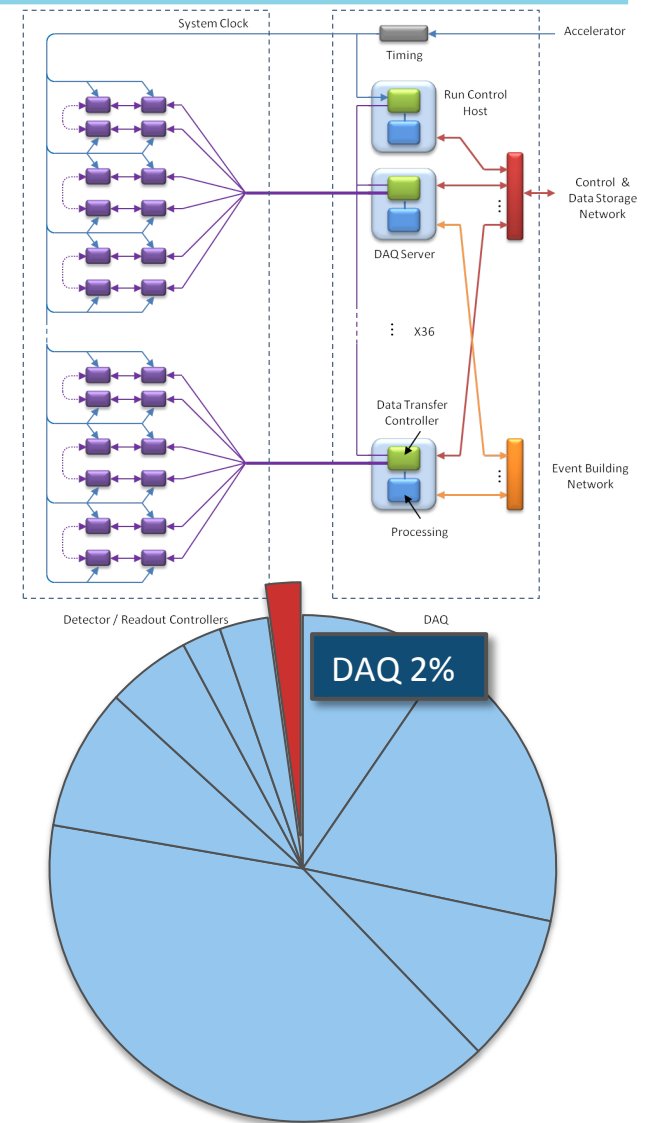 System Clock
Accelerator
Timing
Run Control
Host
Control &
Data Storage
Network
⋮
DAQ Server
⋮ X36
Data Transfer
Controller
Event Building
Network
⋮
Processing
Detector / Readout Controllers
DAQ
DAQ 2%